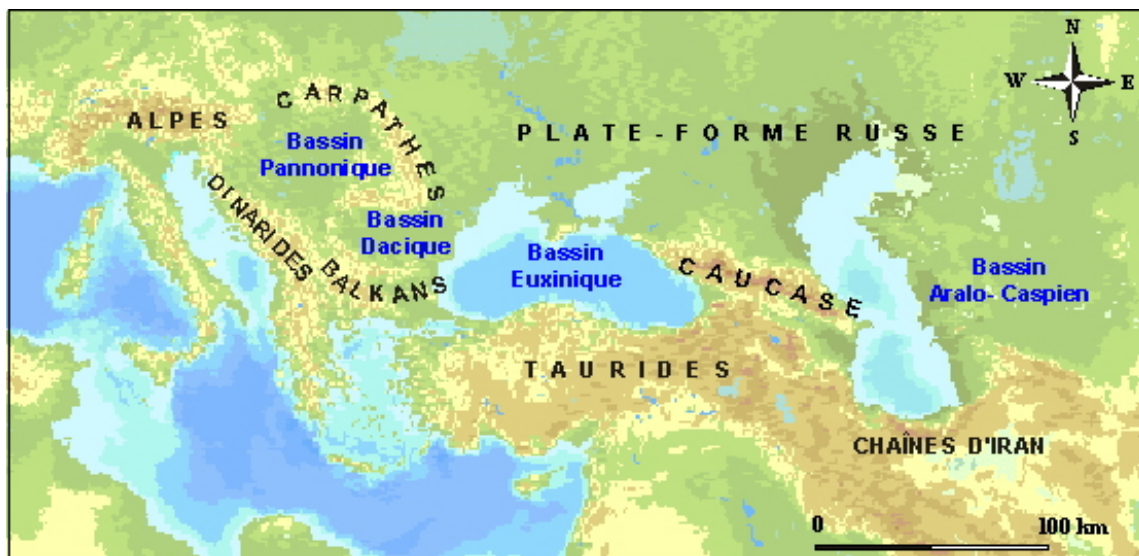 N
W E
S
ALPES
CARPATHES
PLATE-FORME RUSSE
Bassin
Pannonique
DINARIDES
Bassin
Dacique
BALKANS
Bassin
Euxinique
CAUCASE
Bassin
Aralo- Caspien
TAURIDES
CHAÎNES D'IRAN
0 100 km